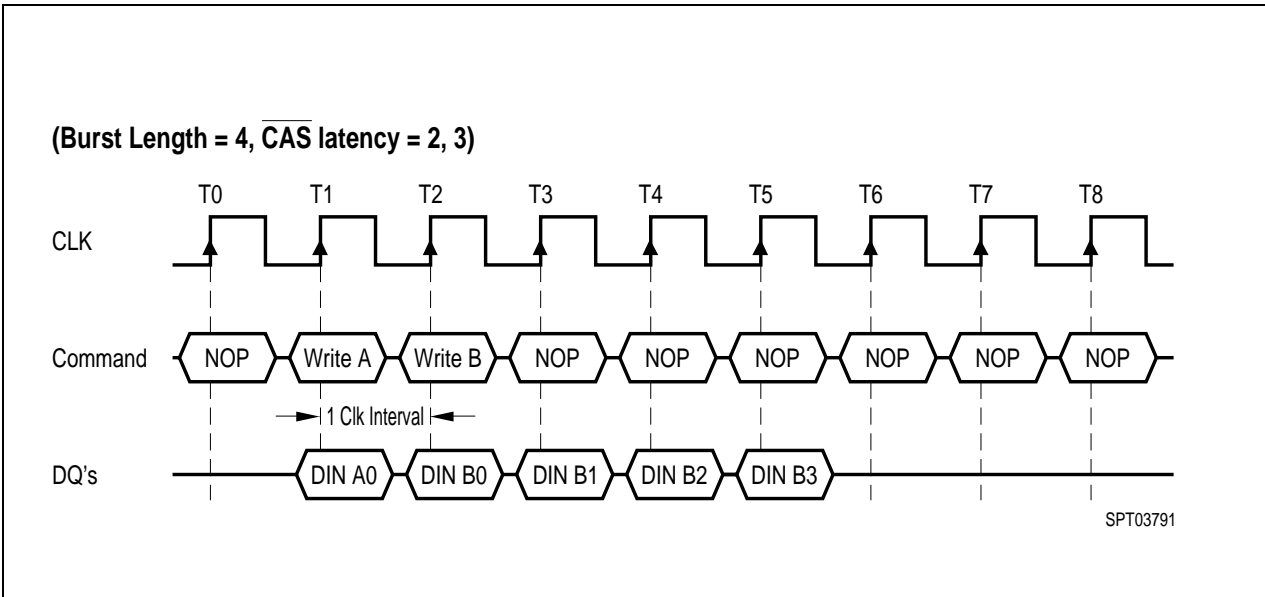 (Burst Length = 4, CAS latency = 2, 3)
T0 T1 T2 T3 T4 T5 T6 T7 T8
CLK
Command NOP Write A Write B NOP NOP NOP NOP NOP NOP
1 Clk Interval
DQ's DIN A0 DIN B0 DIN B1 DIN B2 DIN B3
SPT03791